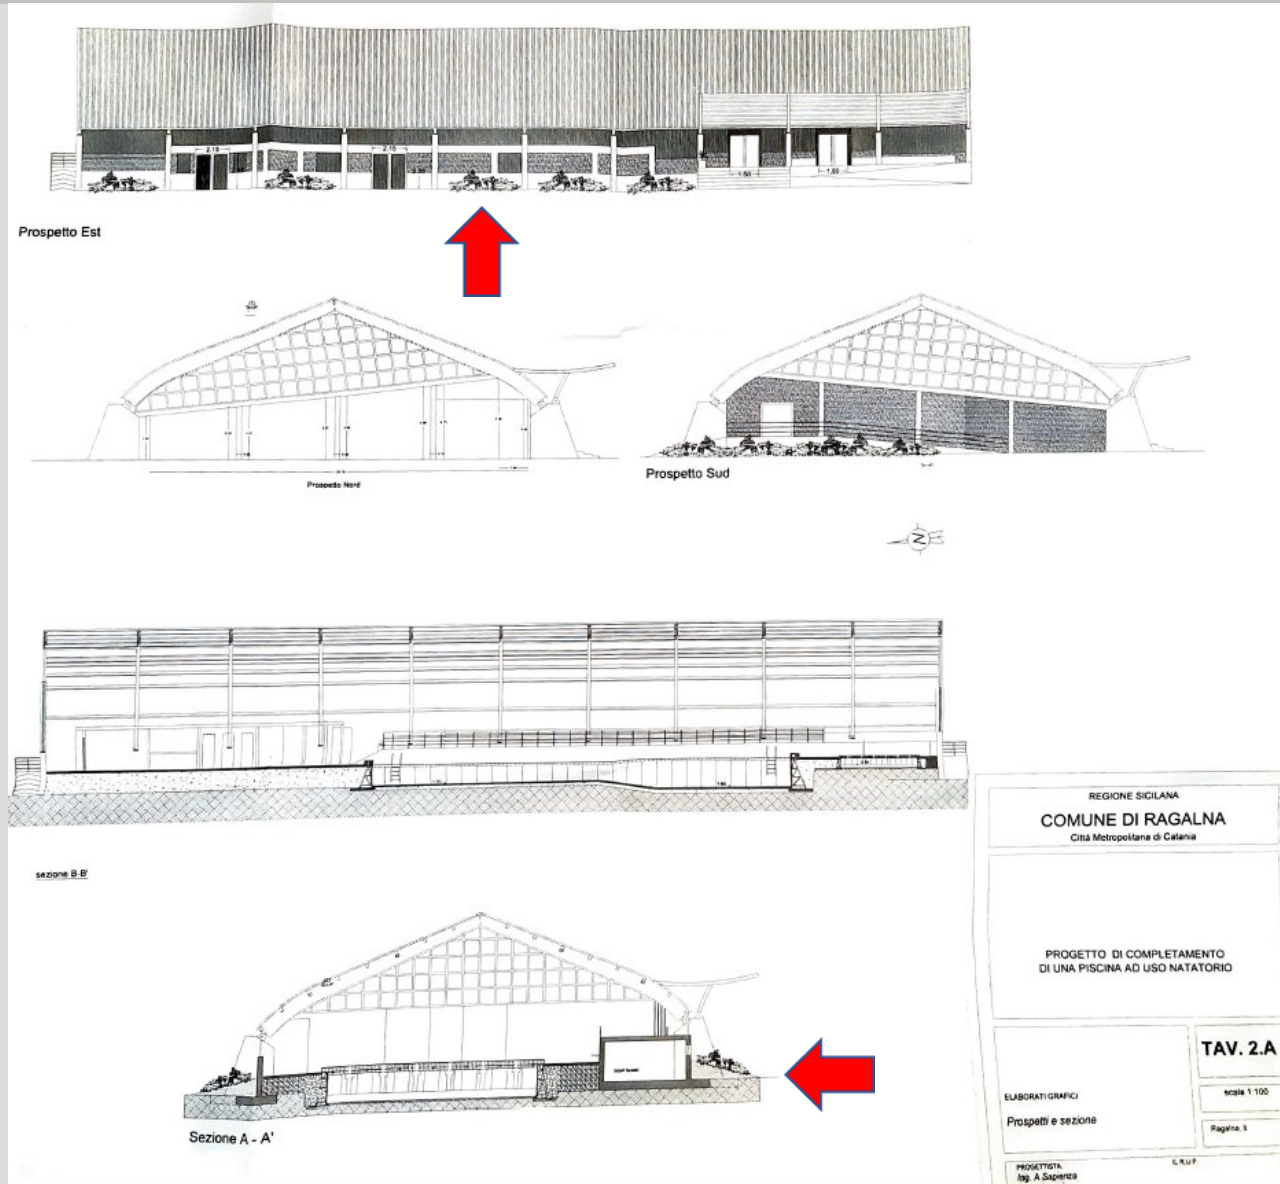 2.15
2.15
1.50
1.50
Prospetto Est
Prospetto Nord
Prospetto Sud
N
sezione B-B'
Sezione A - A'
REGIONE SICILANA
COMUNE DI RAGALNA
Città Metropolitana di Catania
PROGETTO DI COMPLETAMENTO
DI UNA PISCINA AD USO NATATORIO
TAV. 2.A
scala 1:100
ELABORATI GRAFICI
Prospetti e sezione
Ragalna, li
PROGETTISTA
IL R.U.P.
Ing. A Sapienza